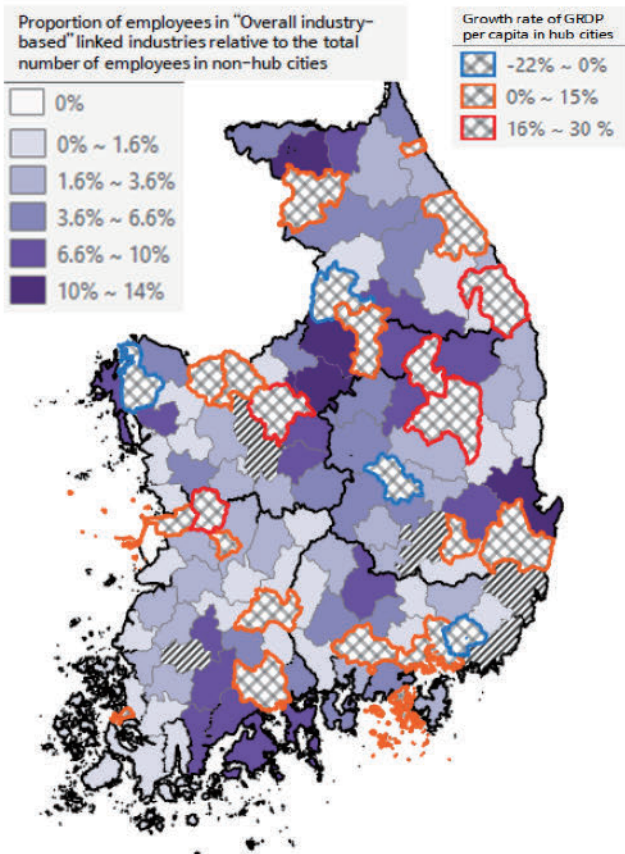 Proportion of employees in “Overall industry-
based” linked industries relative to the total
number of employees in non-hub cities
0%
0% ~ 1.6%
1.6% ~ 3.6%
3.6% ~ 6.6%
6.6% ~ 10%
10% ~ 14%
Growth rate of GRDP
per capita in hub cities
-22% ~ 0%
0% ~ 15%
16% ~ 30 %